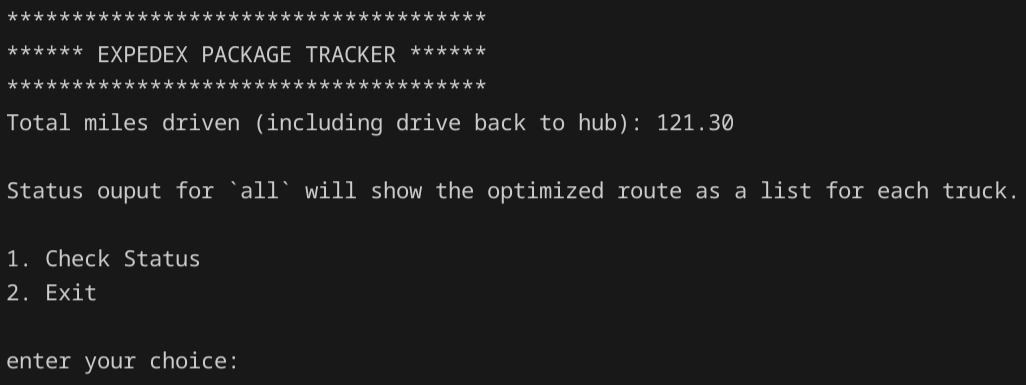 *************************************
****** EXPEDEX PACKAGE TRACKER ******
*************************************
Total miles driven (including drive back to hub): 121.30
Status ouput for `all` will show the optimized route as a list for each truck.
1. Check Status
2. Exit
enter your choice: